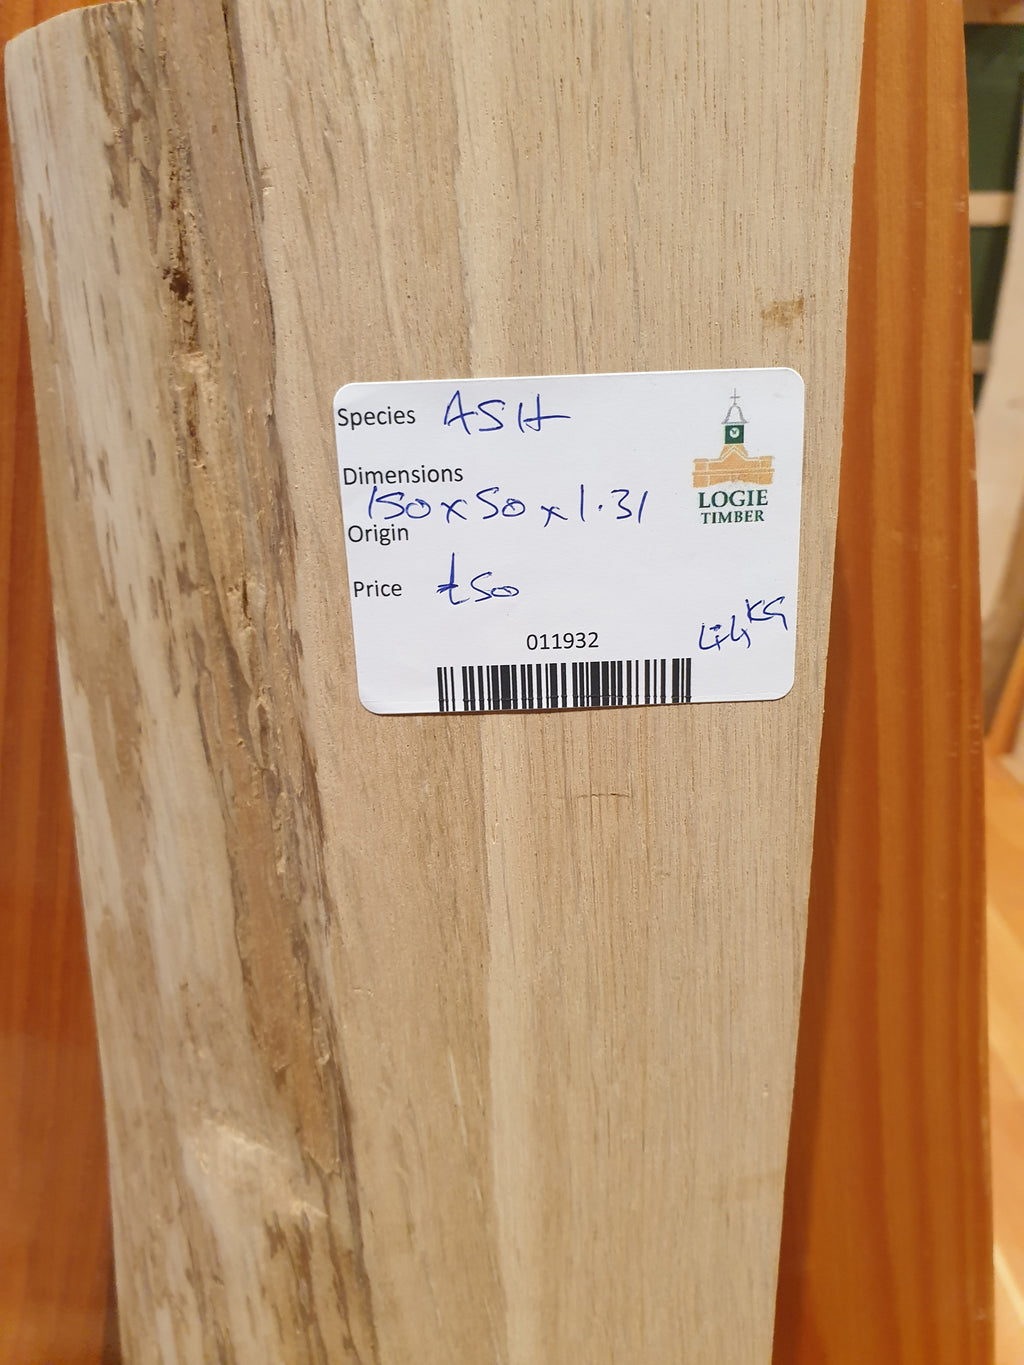 Species ASH
Dimensions
150 x 50 x 1.31
Origin
Price £50
011932
LOGIE
TIMBER